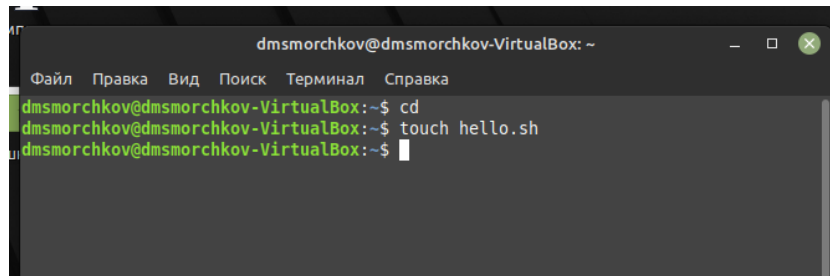 dmsmorchkov@dmsmorchkov-VirtualBox: ~
Файл Правка Вид Поиск Терминал Справка
dmsmorchkov@dmsmorchkov-VirtualBox:~$ cd
dmsmorchkov@dmsmorchkov-VirtualBox:~$ touch hello.sh
dmsmorchkov@dmsmorchkov-VirtualBox:~$